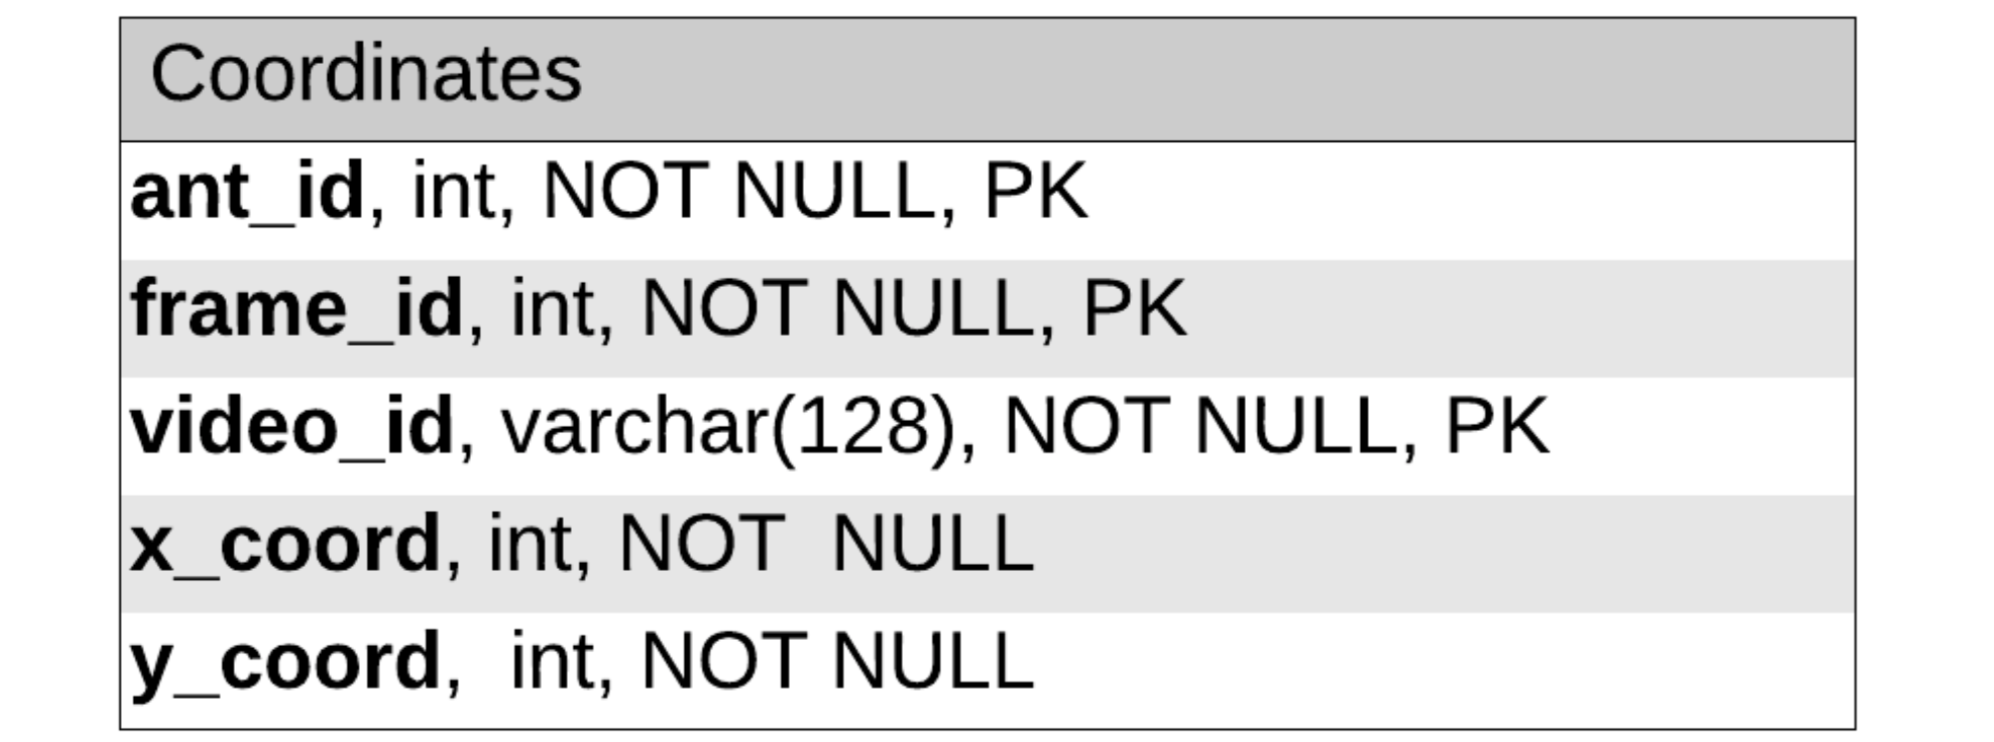 Coordinates
ant_id, int, NOT NULL, PK
frame_id, int, NOT NULL, PK
video_id, varchar(128), NOT NULL, PK
x_coord, int, NOT  NULL
y_coord,  int, NOT NULL